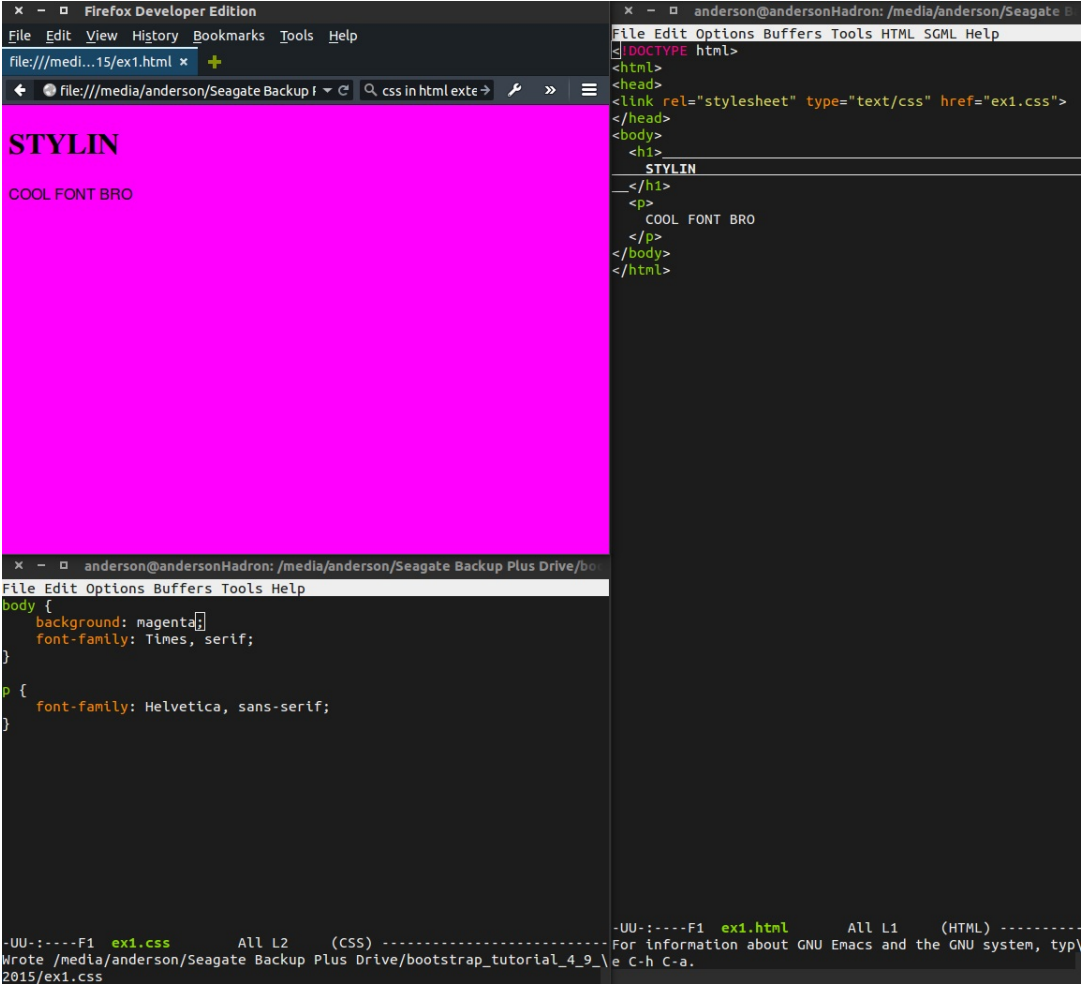 Firefox Developer Edition
File Edit View History Bookmarks Tools Help
file:///medi...15/ex1.html × +
file:///media/anderson/Seagate Backup css in html exte
STYLIN
COOL FONT BRO
anderson@andersonHadron: /media/anderson/Seagate Backup Plus Drive/
File Edit Options Buffers Tools Help
body {
    background: magenta;
    font-family: Times, serif;
}
p {
    font-family: Helvetica, sans-serif;
}
-UU-:----F1 ex1.css All L2 (CSS) ---------------------------
Wrote /media/anderson/Seagate Backup Plus Drive/bootstrap_tutorial_4_9_\
2015/ex1.css
anderson@andersonHadron: /media/anderson/Seagate
File Edit Options Buffers Tools HTML SGML Help
<!DOCTYPE html>
<html>
<head>
<link rel="stylesheet" type="text/css" href="ex1.css">
</head>
<body>
  <h1>
    STYLIN
  </h1>
  <p>
    COOL FONT BRO
  </p>
</body>
</html>
-UU-:----F1 ex1.html All L1 (HTML) ----------
For information about GNU Emacs and the GNU system, typ\
e C-h C-a.